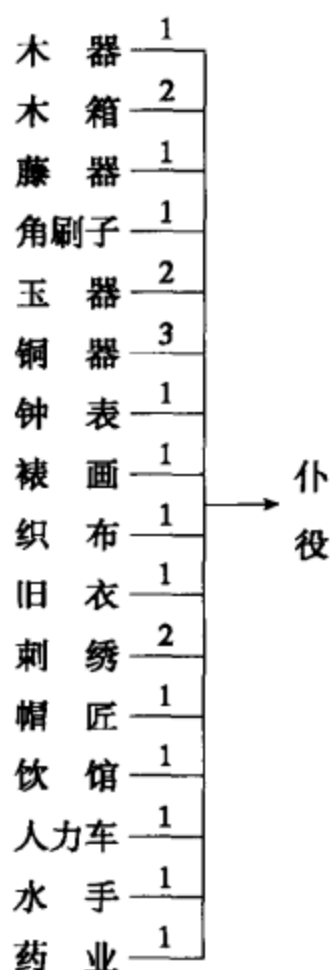 木器 1
木箱 2
藤器 1
角刷子 1
玉器 2
铜器 3
钟表 1
裱画 1
织布 1
旧衣 1
刺绣 2
帽匠 1
饮馆 1
人力车 1
水手 1
药业 1
仆役